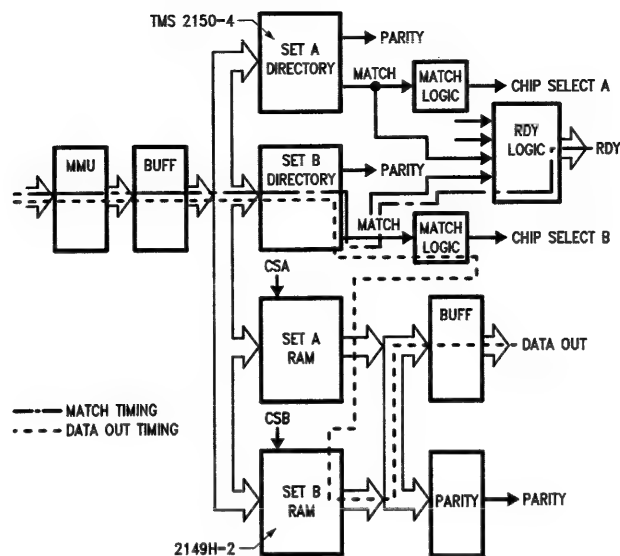 TMS 2150-4
SET A
DIRECTORY
PARITY
MATCH
MATCH
LOGIC
CHIP SELECT A
RDY
LOGIC
RDY
MMU
BUFF
SET B
DIRECTORY
PARITY
MATCH
MATCH
LOGIC
CHIP SELECT B
CSA
SET A
RAM
BUFF
DATA OUT
MATCH TIMING
DATA OUT TIMING
CSB
SET B
RAM
PARITY
PARITY
2149H-2